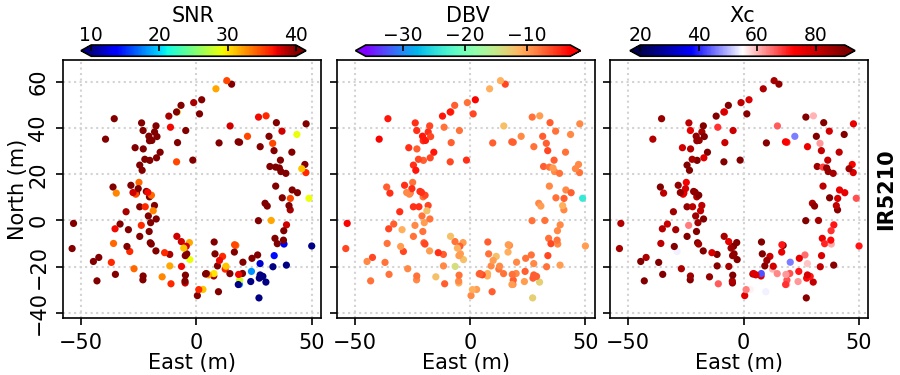 SNR DBV Xc
10 20 30 40 −30 −20 −10 20 40 60 80
60
40
20
0
−20
−40
North (m)
IR5210
−50 0 50 −50 0 50 −50 0 50
East (m) East (m) East (m)